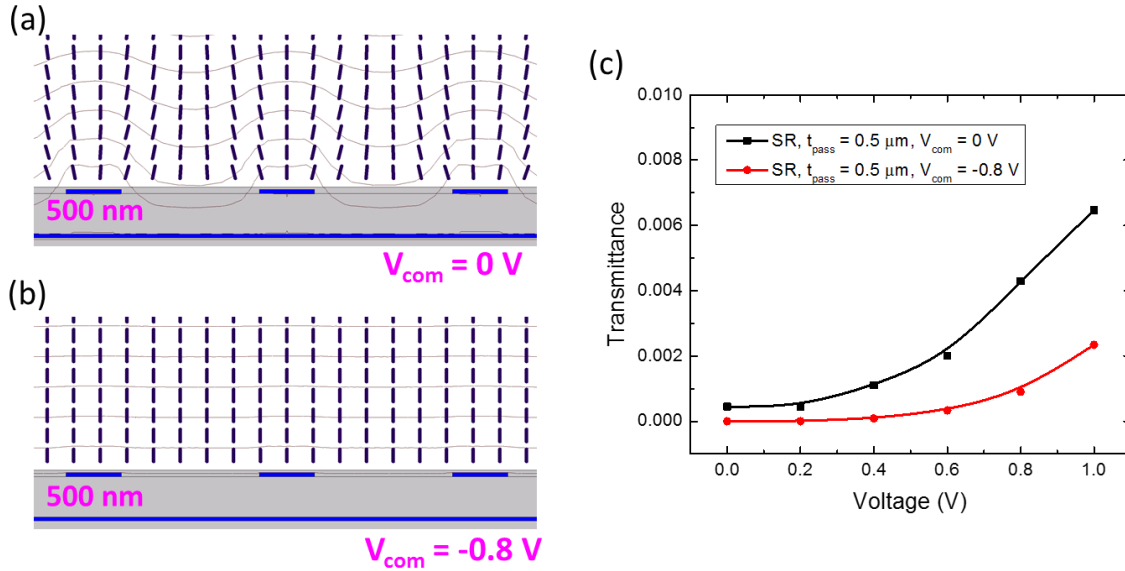 (a)
500 nm
Vcom = 0 V
(b)
500 nm
Vcom = -0.8 V
(c)
0.010
0.008
0.006
0.004
0.002
0.000
Transmittance
SR, tpass = 0.5 μm, Vcom = 0 V
SR, tpass = 0.5 μm, Vcom = -0.8 V
0.0 0.2 0.4 0.6 0.8 1.0
Voltage (V)